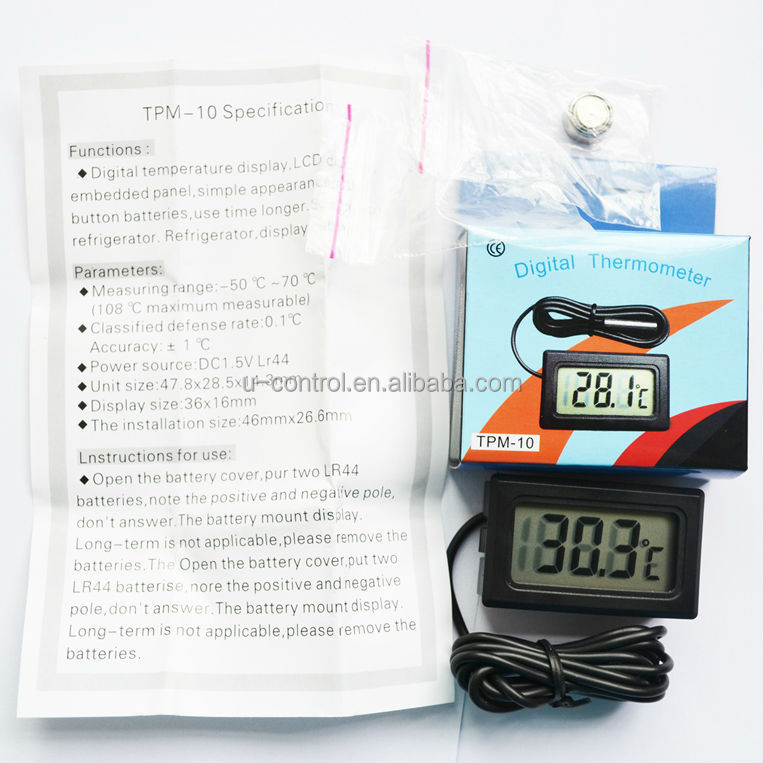 TPM-10 Specification
Functions :
◆ Digital temperature display,LCD
embedded panel,simple appearance
button batteries,use time longer.
refrigerator. Refrigerator,display
Parameters:
◆ Measuring range:-50 ℃ ~70 ℃
(108 ℃ maximum measurable)
◆ Classified defense rate:0.1℃
Accuracy:± 1 ℃
◆ Power source:DC1.5V Lr44
◆ Unit size:47.8x28.5x
◆ Display size:36x16mm
◆ The installation size:46mmx26.6mm
Lnstructions for use:
◆ Open the battery cover,pur two LR44
batteries,note the positive and negative pole,
don't answer.The battery mount display.
Long-term is not applicable,please remove the
batteries.The Open the battery cover,put two
LR44 batterise,nore the positive and negative
pole,don't answer.The battery mount display.
Long-term is not applicable,please remove the
batteries.
u-control.en.alibaba.com
CE
Digital Thermometer
28.1℃
TPM-10
30.3℃